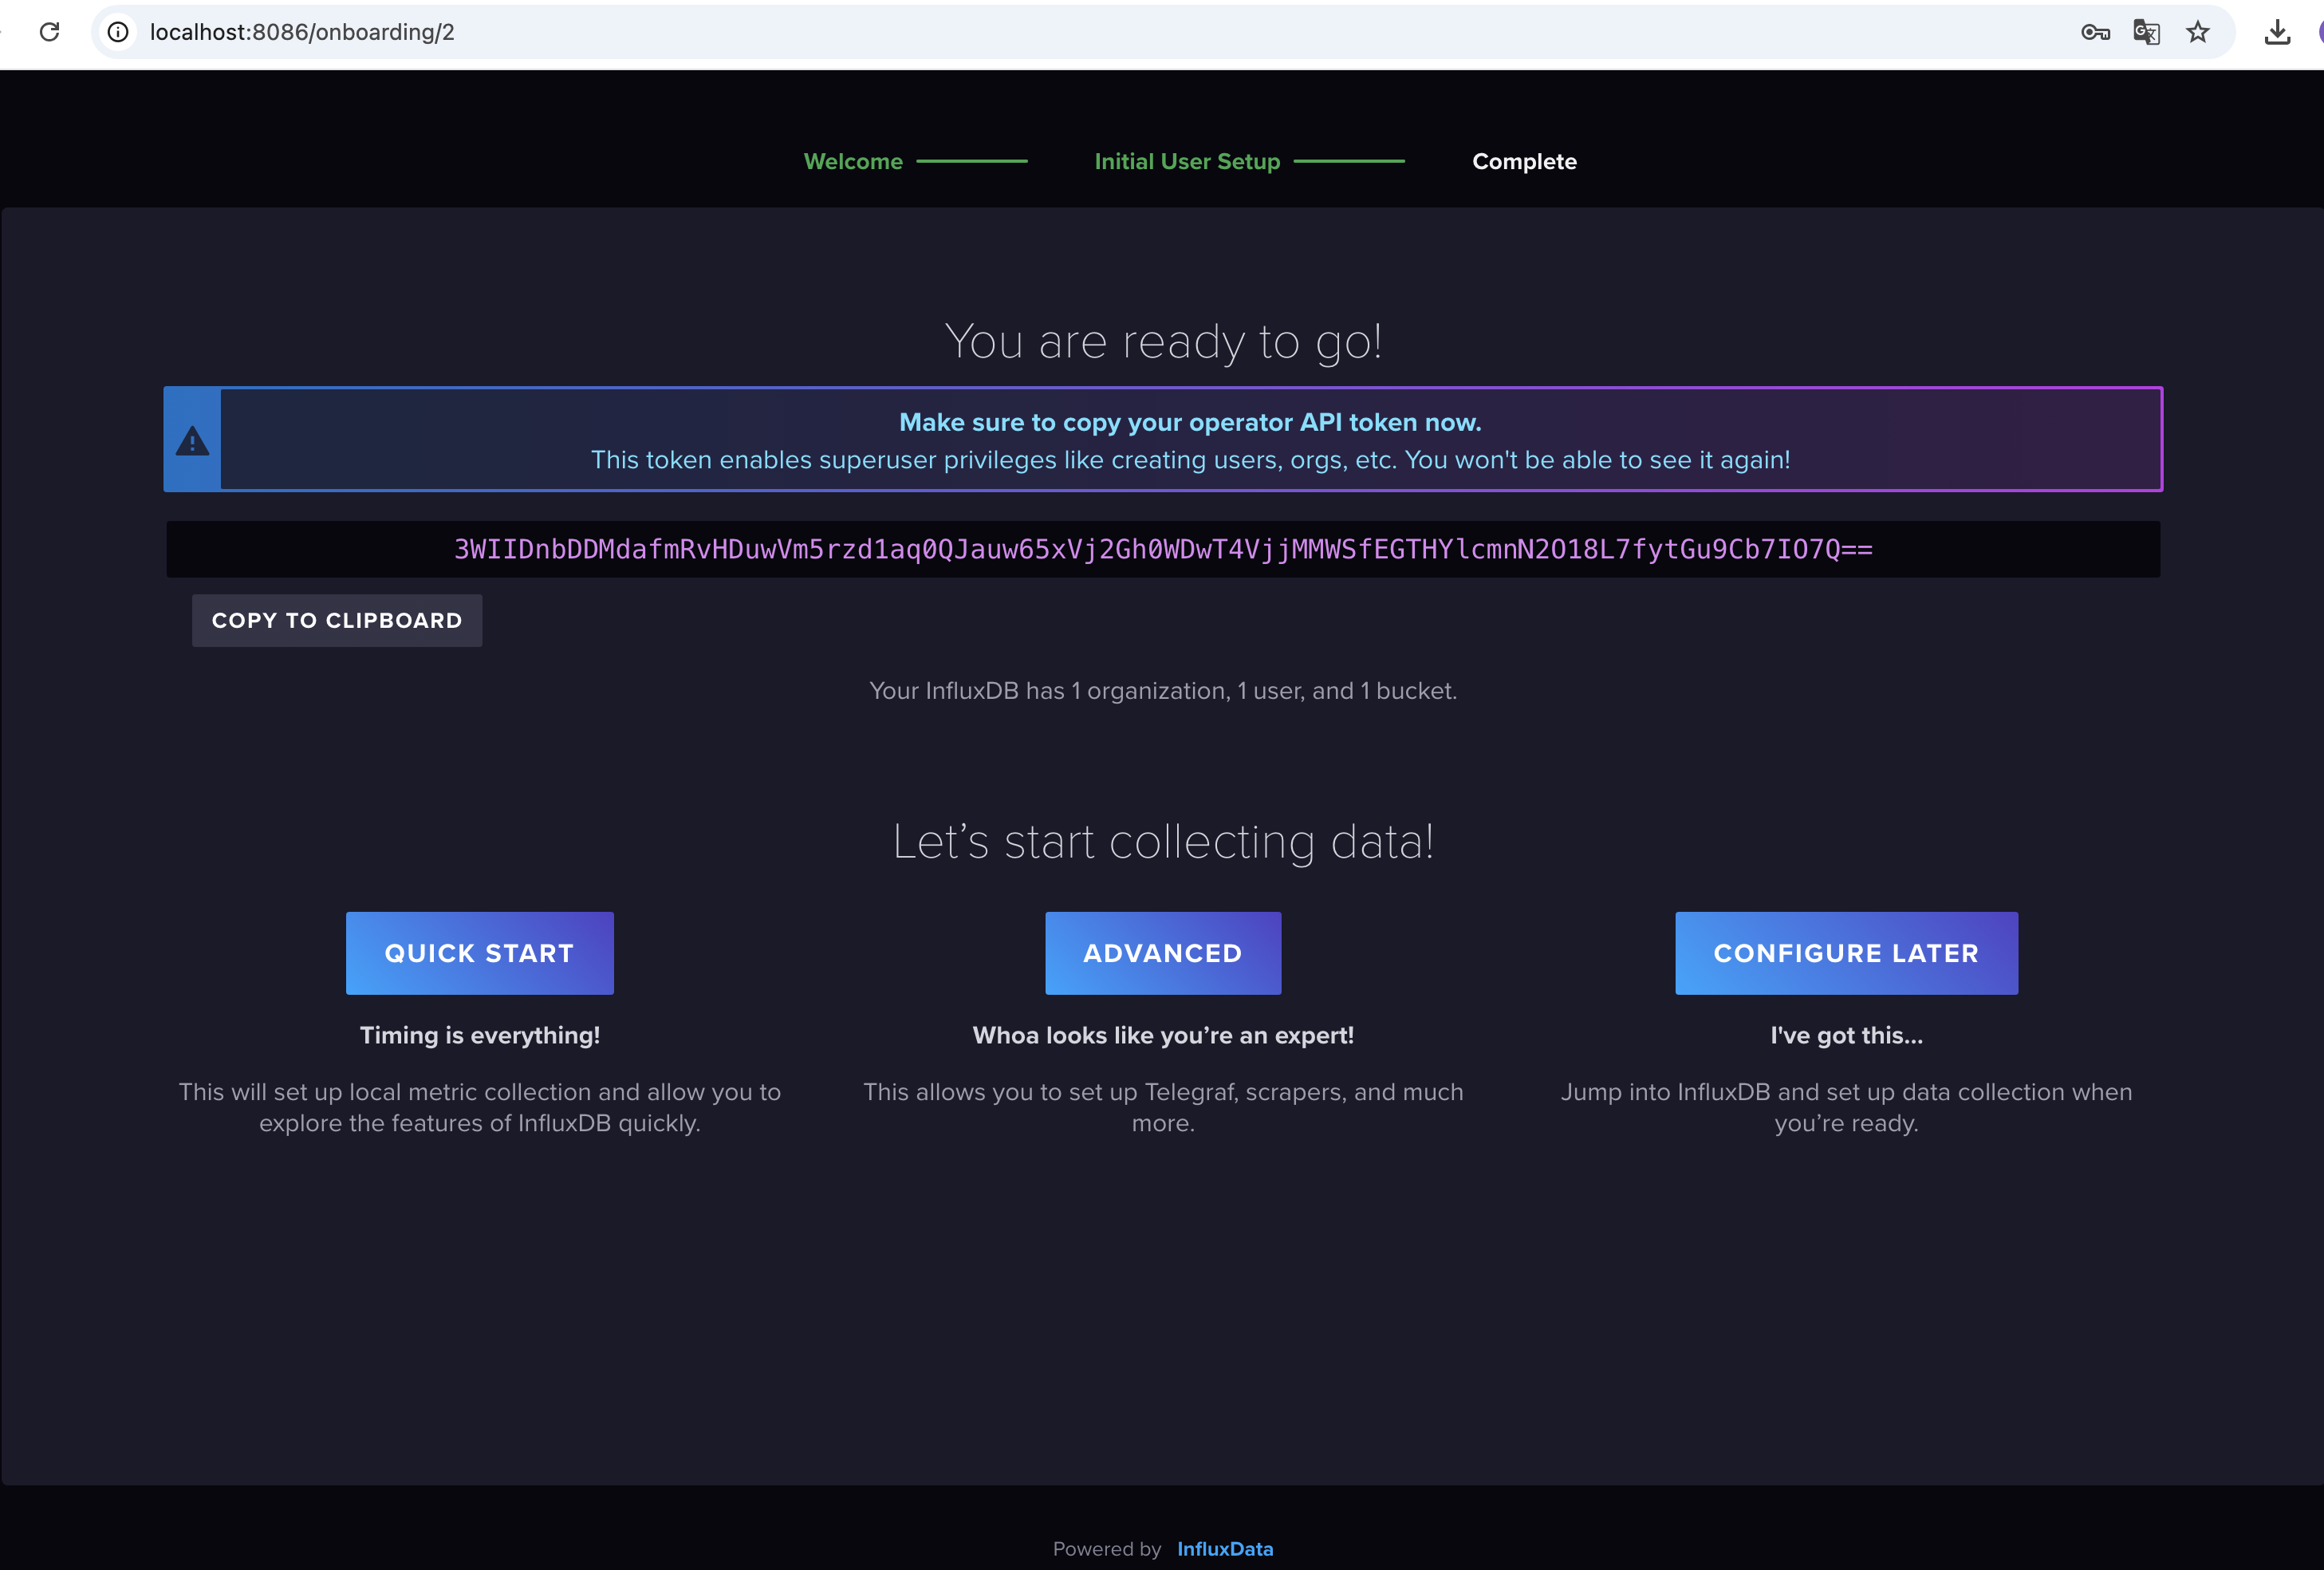 localhost:8086/onboarding/2
Welcome
Initial User Setup
Complete
You are ready to go!
Make sure to copy your operator API token now.
This token enables superuser privileges like creating users, orgs, etc. You won't be able to see it again!
3WIIDnbDDMdafmRvHDuwVm5rzd1aq0QJauw65xVj2Gh0WDwT4VjjMMWSfEGTHYlcmnN2O18L7fytGu9Cb7IO7Q==
COPY TO CLIPBOARD
Your InfluxDB has 1 organization, 1 user, and 1 bucket.
Let’s start collecting data!
QUICK START
Timing is everything!
This will set up local metric collection and allow you to
explore the features of InfluxDB quickly.
ADVANCED
Whoa looks like you’re an expert!
This allows you to set up Telegraf, scrapers, and much
more.
CONFIGURE LATER
I've got this...
Jump into InfluxDB and set up data collection when
you’re ready.
Powered by InfluxData